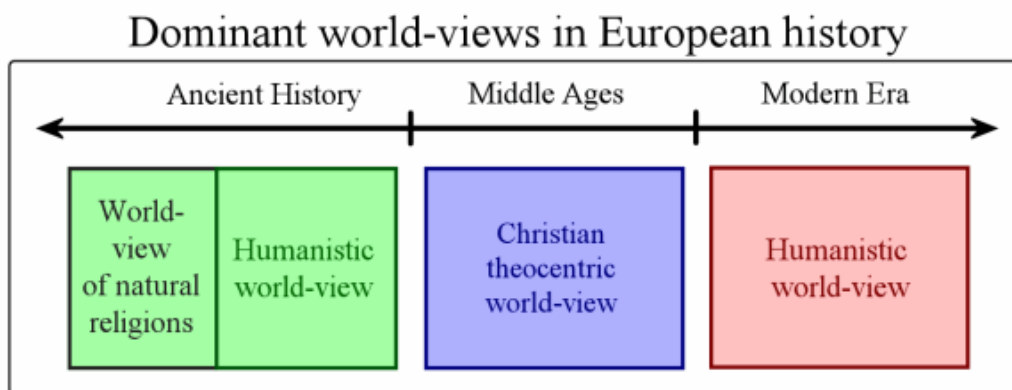 Dominant world-views in European history
Ancient History
Middle Ages
Modern Era
World-
view
of natural
religions
Humanistic
world-view
Christian
theocentric
world-view
Humanistic
world-view